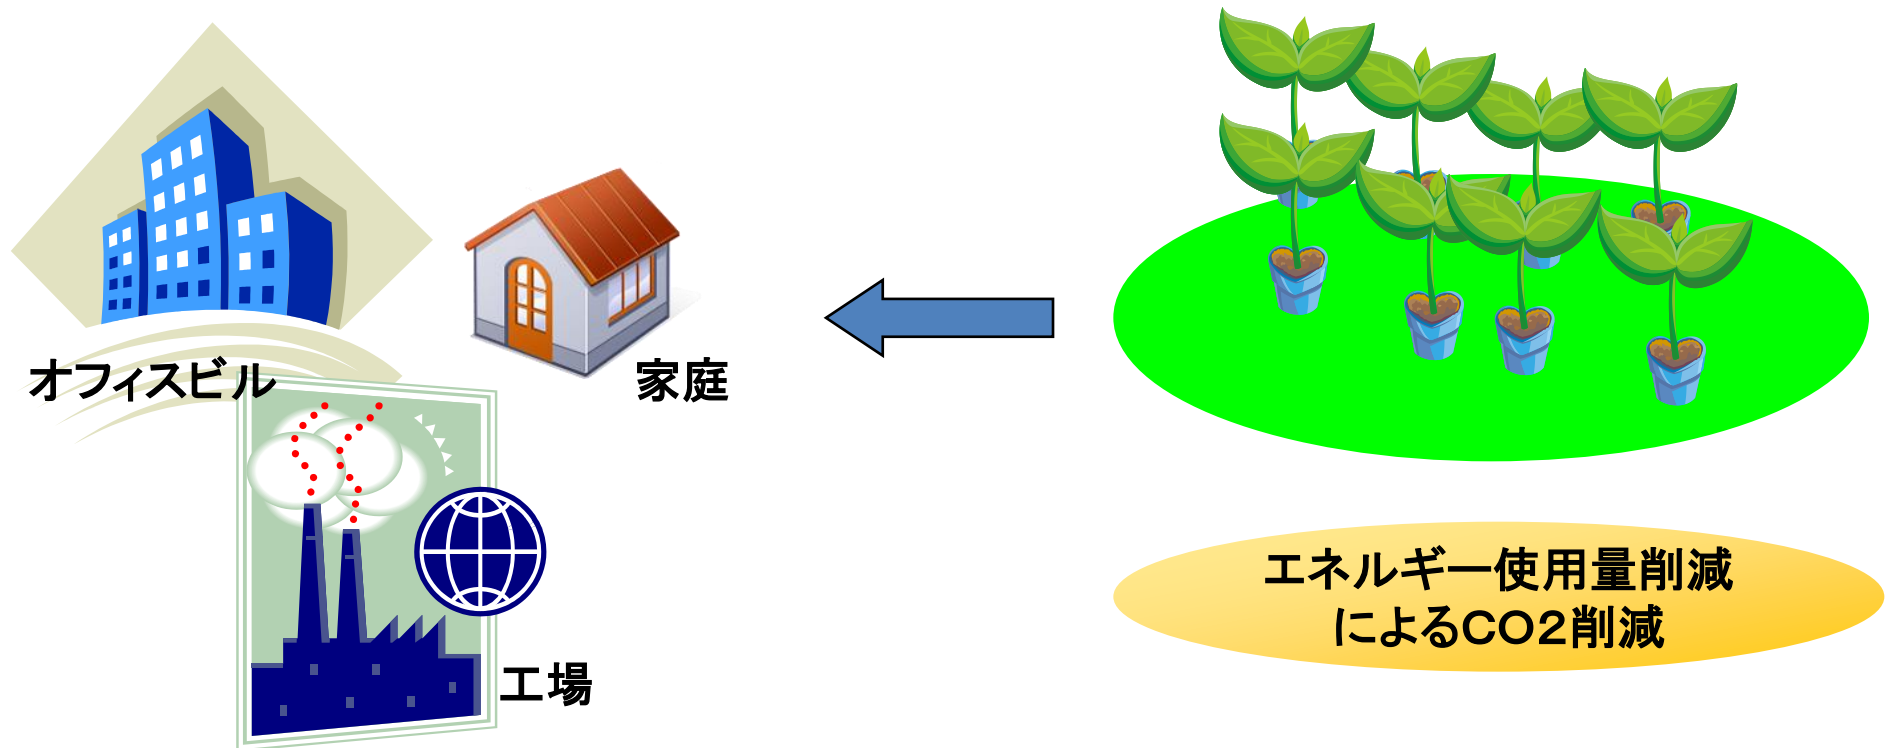 オフィスビル
家庭
工場
エネルギー使用量削減
によるCO2削減